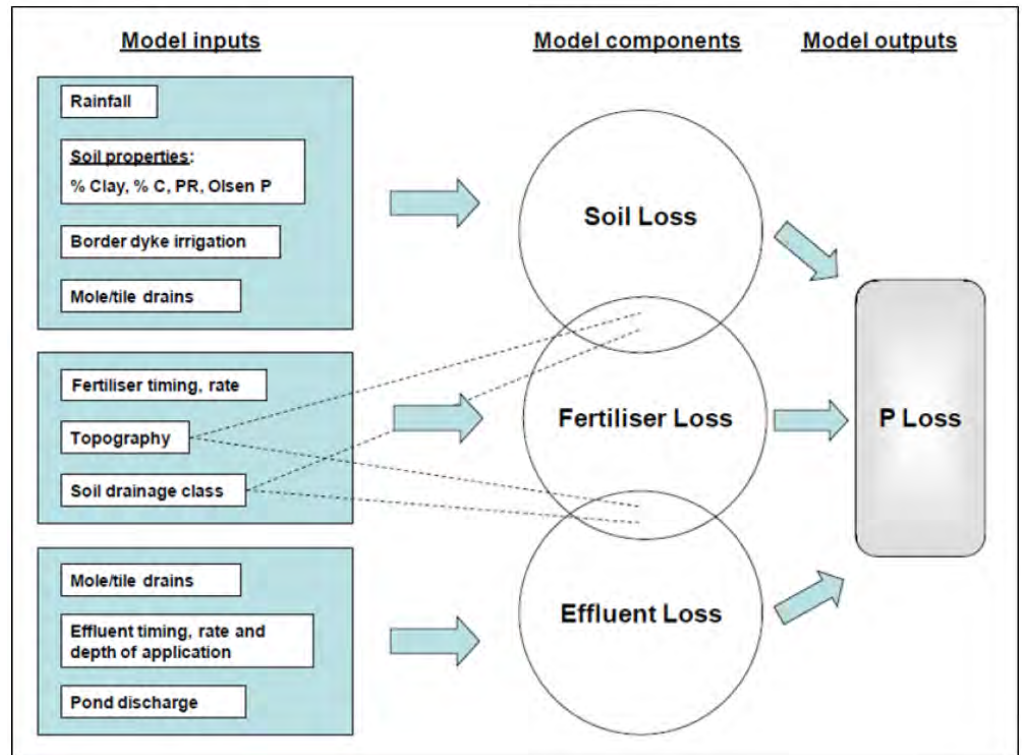 Model inputs
Model components
Model outputs
Rainfall
Soil properties:
% Clay, % C, PR, Olsen P
Border dyke irrigation
Mole/tile drains
Fertiliser timing, rate
Topography
Soil drainage class
Mole/tile drains
Effluent timing, rate and
depth of application
Pond discharge
Soil Loss
Fertiliser Loss
Effluent Loss
P Loss